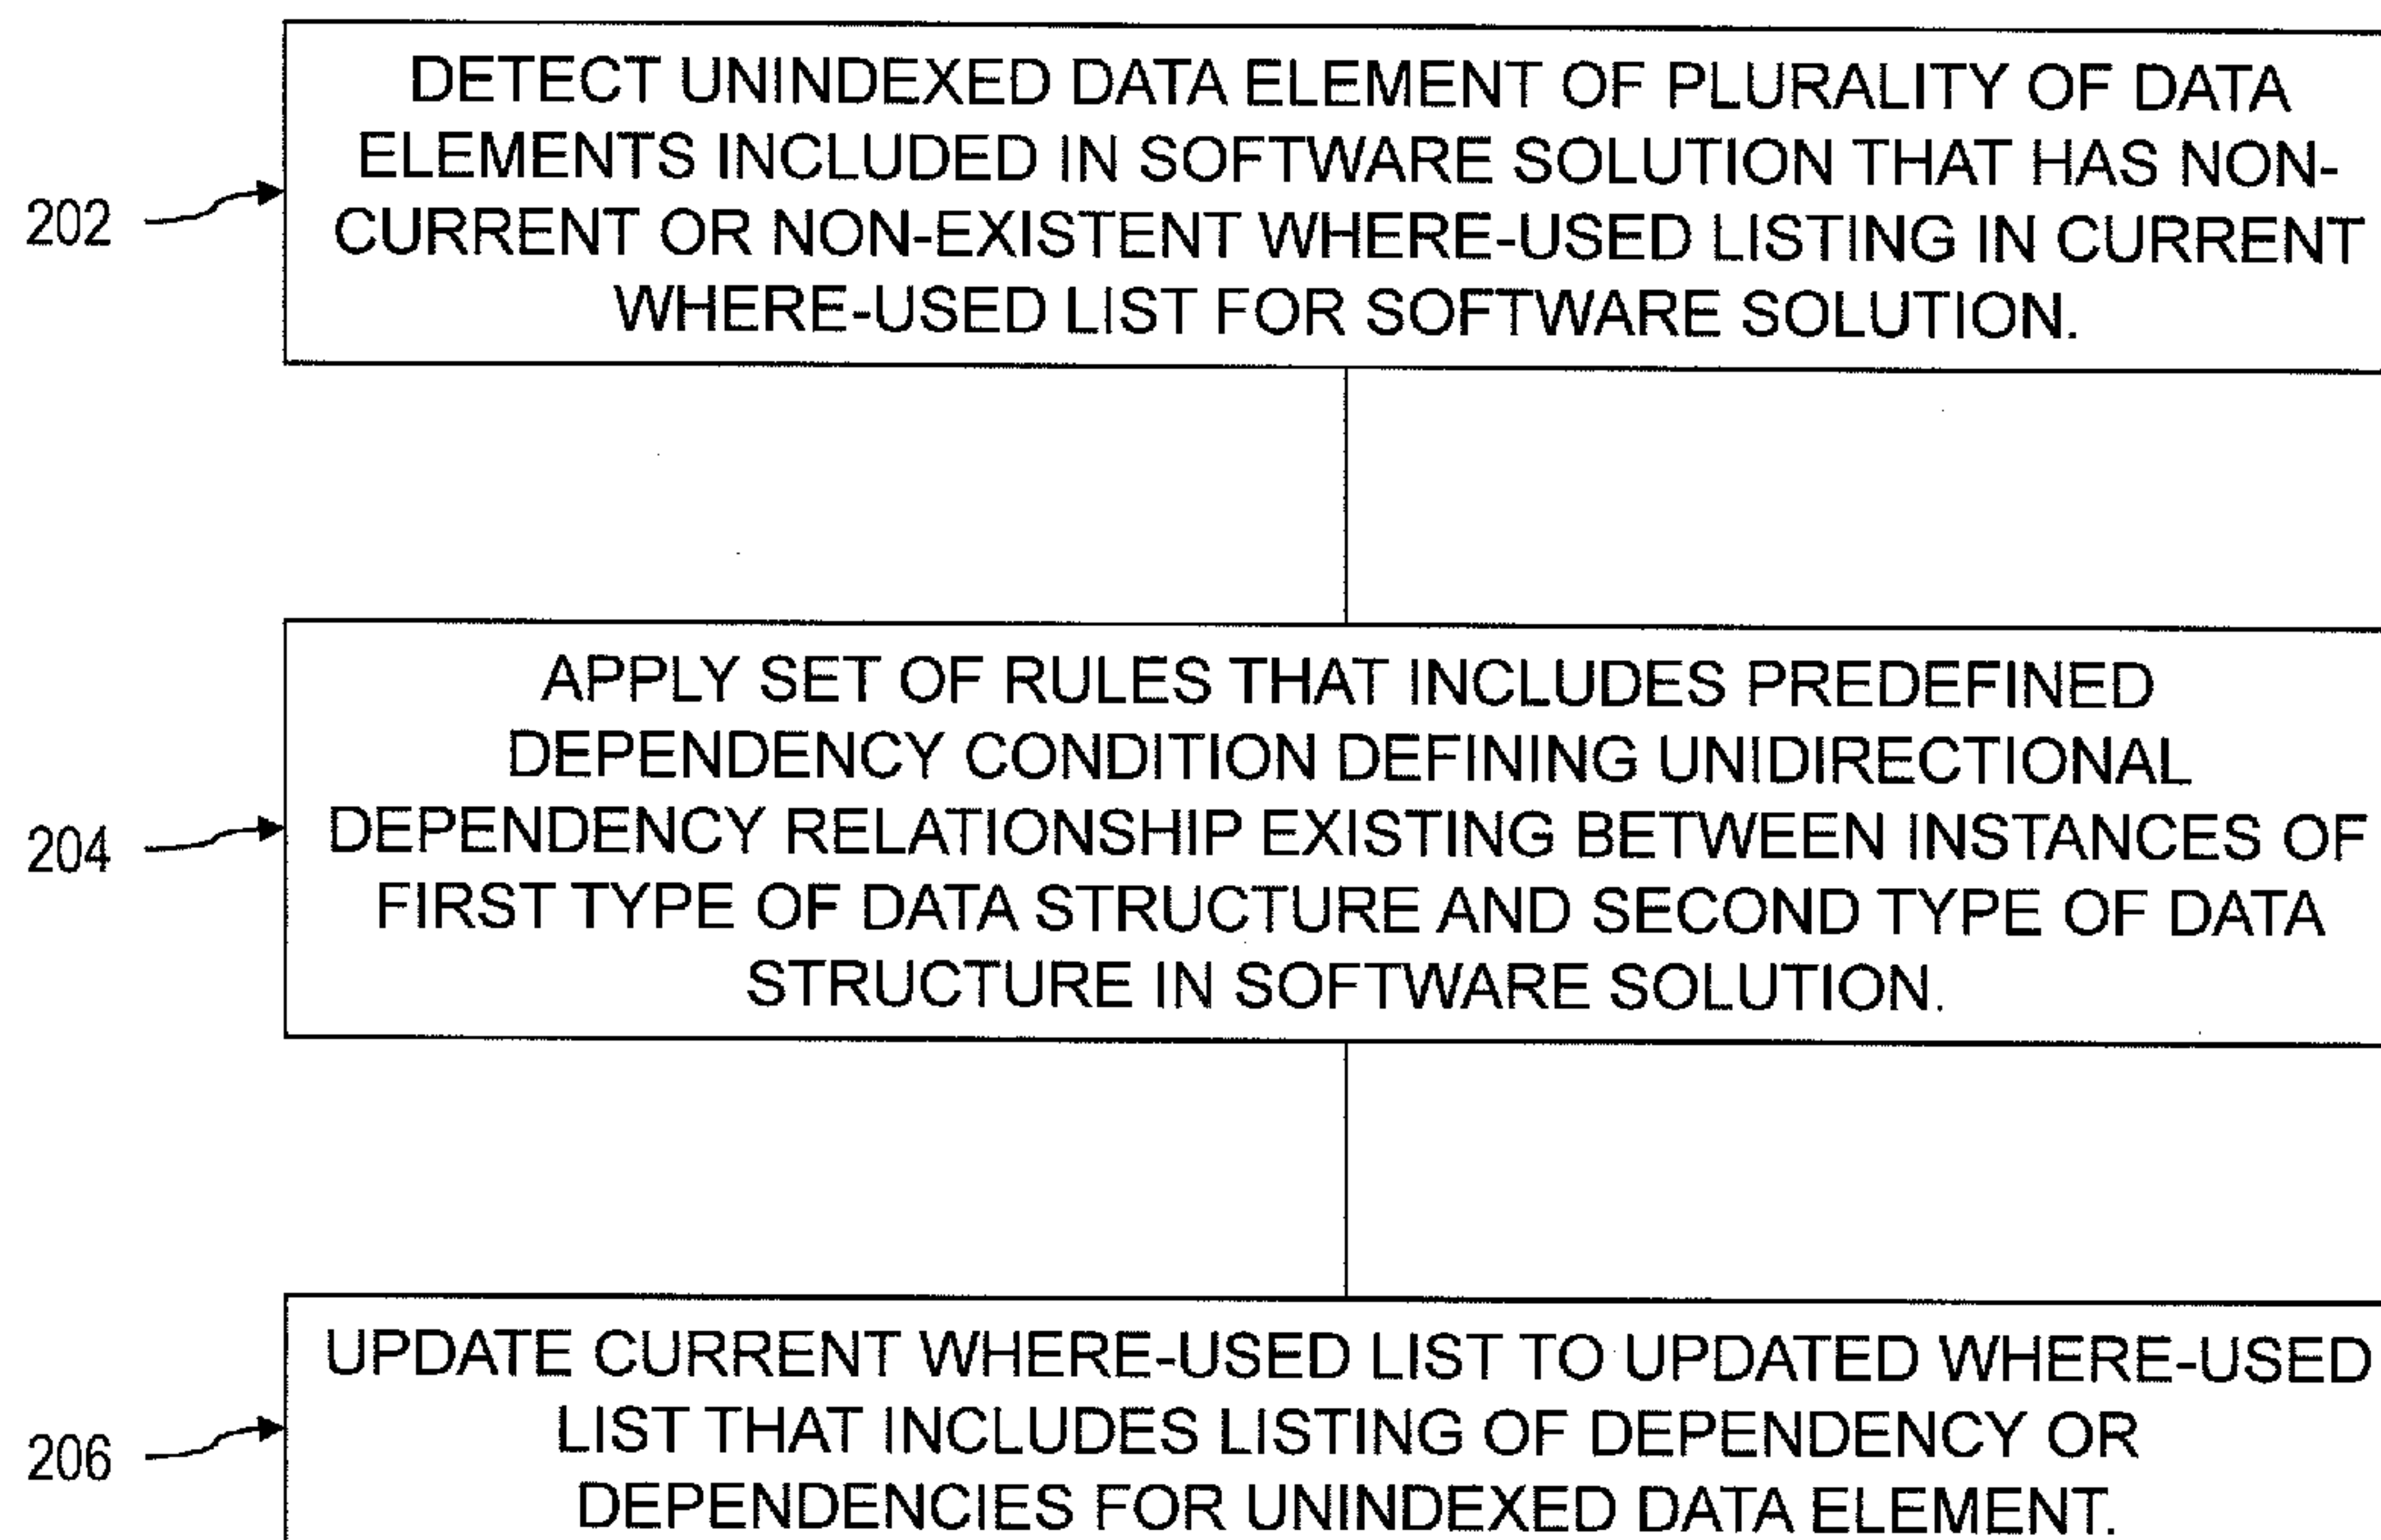 DETECT UNINDEXED DATA ELEMENT OF PLURALITY OF DATA
ELEMENTS INCLUDED IN SOFTWARE SOLUTION THAT HAS NON-
CURRENT OR NON-EXISTENT WHERE-USED LISTING IN CURRENT
WHERE-USED LIST FOR SOFTWARE SOLUTION.
202
APPLY SET OF RULES THAT INCLUDES PREDEFINED
DEPENDENCY CONDITION DEFINING UNIDIRECTIONAL
DEPENDENCY RELATIONSHIP EXISTING BETWEEN INSTANCES OF
FIRST TYPE OF DATA STRUCTURE AND SECOND TYPE OF DATA
STRUCTURE IN SOFTWARE SOLUTION.
204
UPDATE CURRENT WHERE-USED LIST TO UPDATED WHERE-USED
LIST THAT INCLUDES LISTING OF DEPENDENCY OR
DEPENDENCIES FOR UNINDEXED DATA ELEMENT.
206